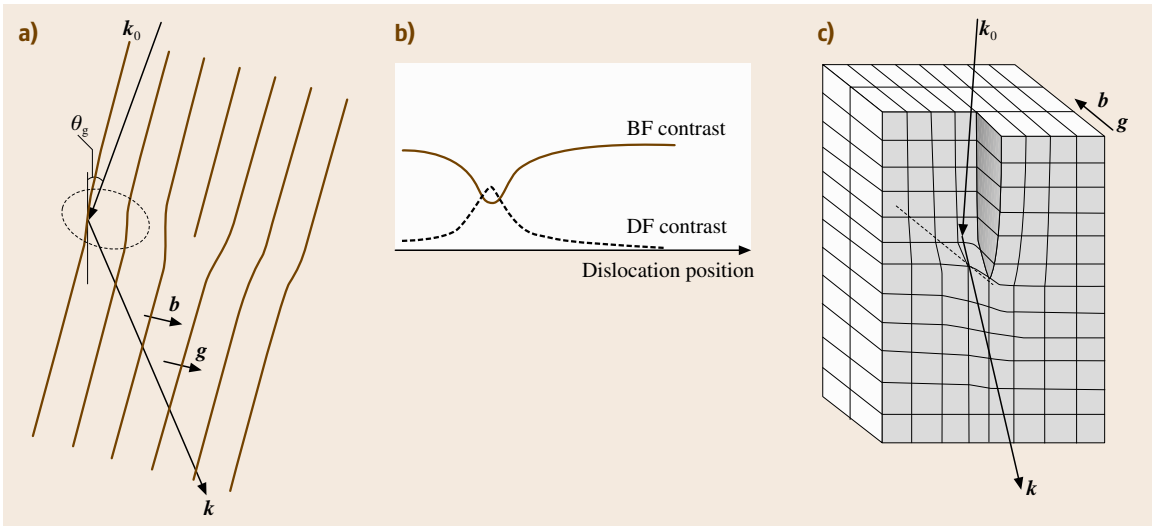 a)
k0
θg
b
g
k
b)
BF contrast
DF contrast
Dislocation position
c)
k0
b
g
k